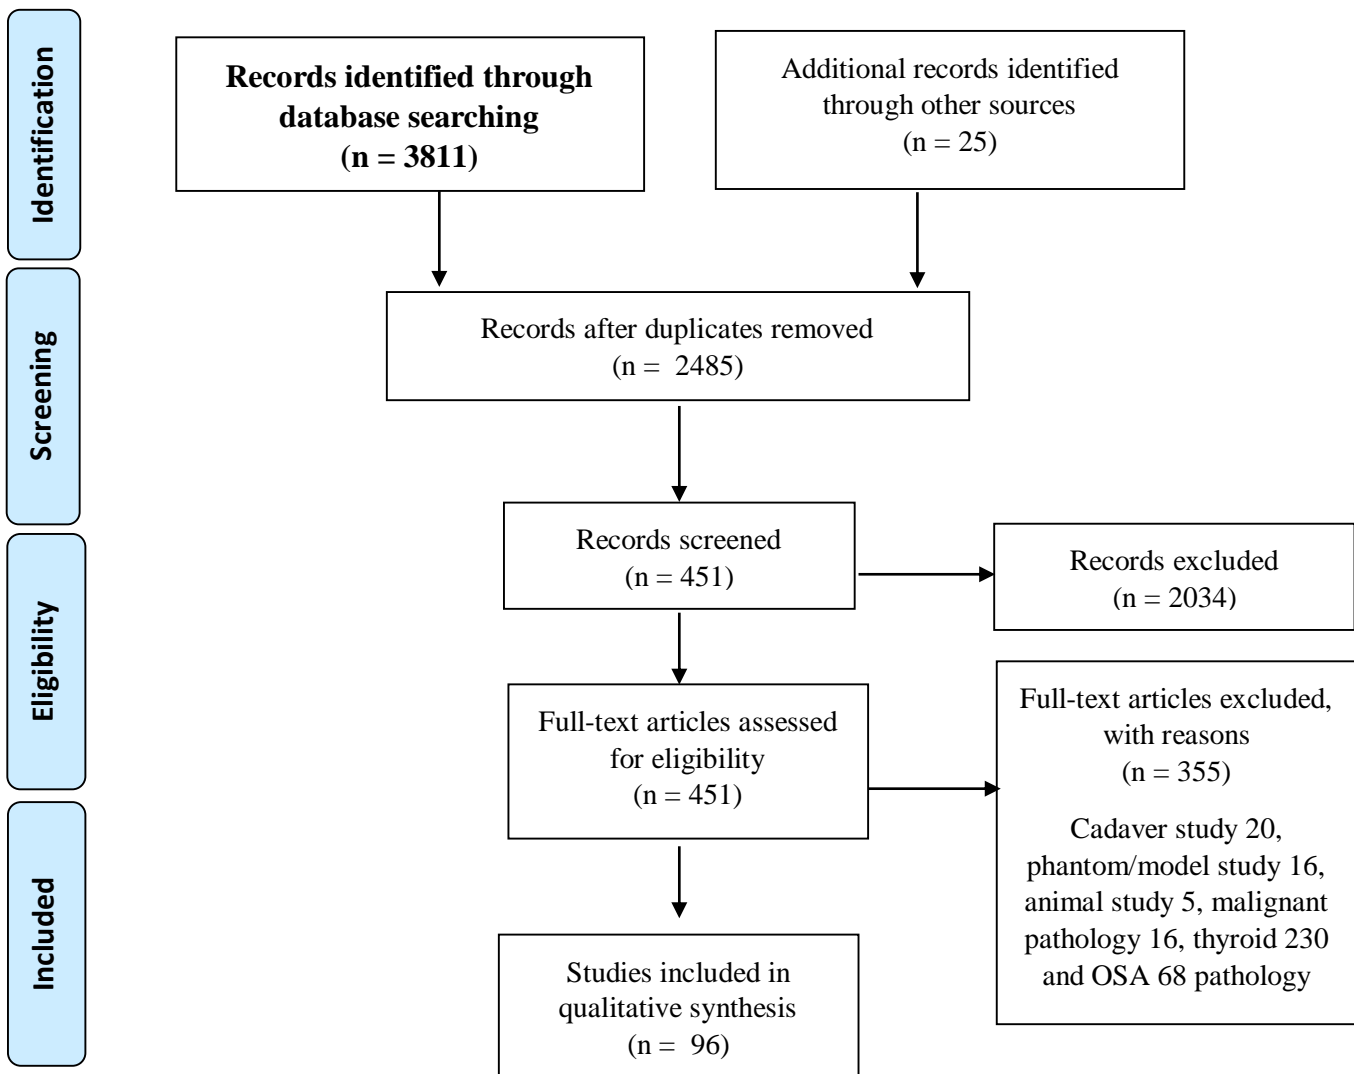 Identification
Records identified through
database searching
(n = 3811)
Additional records identified
through other sources
(n = 25)
Screening
Records after duplicates removed
(n = 2485)
Records screened
(n = 451)
Records excluded
(n = 2034)
Eligibility
Full-text articles assessed
for eligibility
(n = 451)
Full-text articles excluded,
with reasons
(n = 355)
Cadaver study 20,
phantom/model study 16,
animal study 5, malignant
pathology 16, thyroid 230
and OSA 68 pathology
Included
Studies included in
qualitative synthesis
(n = 96)